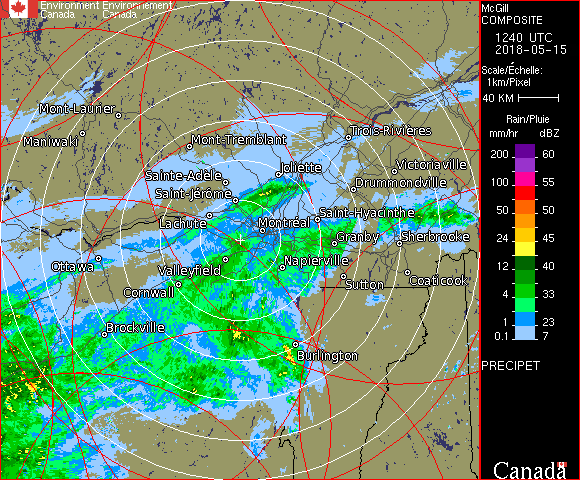 Environment Environnement
Canada Canada
McGill
COMPOSITE
1240 UTC
2018-05-15
Scale/Échelle:
1km/Pixel
40 KM
Rain/Pluie
mm/hr dBZ
200 60
100 55
50 50
24 45
12 40
4 33
1 23
0.1 7
PRECIPET
Canada
Mont-Laurier
Maniwaki
Mont-Tremblant
Trois-Rivières
Sainte-Adèle
Joliette
Victoriaville
Saint-Jérôme
Drummondville
Lachute
Montréal
Saint-Hyacinthe
Granby
Sherbrooke
Ottawa
Valleyfield
Napierville
Cornwall
Sutton
Coaticook
Brockville
Burlington